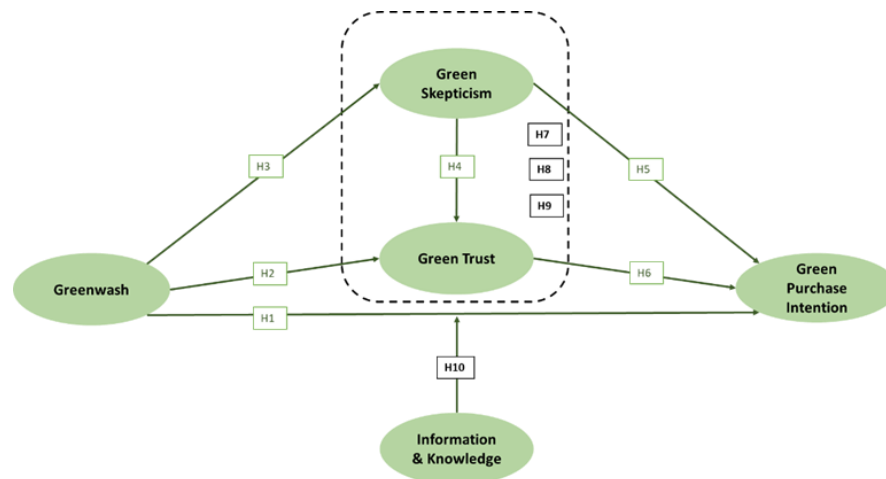 Green
Skepticism
H7
H3
H4
H8
H5
H9
Green Trust
H2
H6
Greenwash
Green
Purchase
Intention
H1
H10
Information
& Knowledge